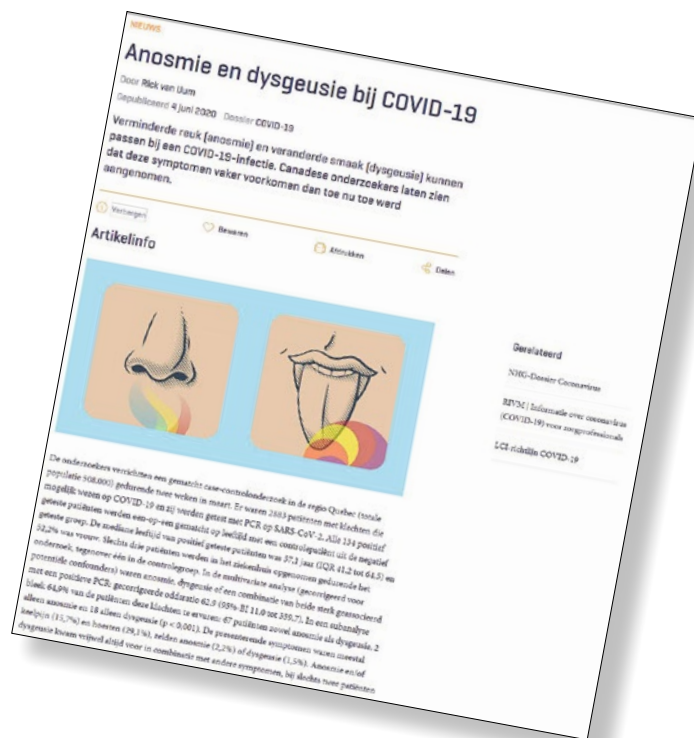 NIEUWS
Anosmie en dysgeusie bij COVID-19
Door Rick van Uum
Gepubliceerd 4 juni 2020 Dossier COVID-19
Verminderde reuk (anosmie) en veranderde smaak (dysgeusie) kunnen
passen bij een COVID-19-infectie. Canadese onderzoekers laten zien
dat deze symptomen vaker voorkomen dan toe nu toe werd
aangenomen.
Verbergen
Bewaren
Afdrukken
Delen
Artikelinfo
De onderzoekers verrichtten een gematcht case-controlonderzoek in de regio Quebec (totale
populatie 508.000) gedurende twee weken in maart. Er waren 2883 patiënten met klachten die
mogelijk wezen op COVID-19 en zij werden getest met PCR op SARS-CoV-2. Alle 134 positief
geteste patiënten werden een-op-een gematcht op leeftijd met een controlepatiënt uit de negatief
geteste groep. De mediane leeftijd van positief geteste patiënten was jaar (IQR 41.2 tot 64.5) en
52,2% was vrouw. Slechts drie patiënten werden in het ziekenhuis opgenomen gedurende het
onderzoek, tegenover één in de controlegroep. In de multivariate analyse (gecorrigeerd voor
potentiële confounders) waren anosmie, dysgeusie of een combinatie van beide sterk geassocieerd
met een positieve PCR; gecorrigeerde oddsratio 62.9 (95%-BI 11.0 tot 359.7). In een subanalyse
bleek 64,9% van de patiënten deze klachten te ervaren: 67 patiënten zowel anosmie als dysgeusie, 2
alleen anosmie en 18 alleen dysgeusie (p < 0,001). De presenterende symptomen waren meestal
keelpijn en hoesten (29,1%), zelden anosmie (2,2%) of dysgeusie (1,5%). Anosmie en/of
dysgeusie kwam vrijwel altijd voor in combinatie met andere symptomen, bij slechts twee patiënten
Gerelateerd
NHG-Dossier Coronavirus
RIVM | Informatie over coronavirus
(COVID-19) voor zorgprofessionals
LCI-richtlijn COVID-19